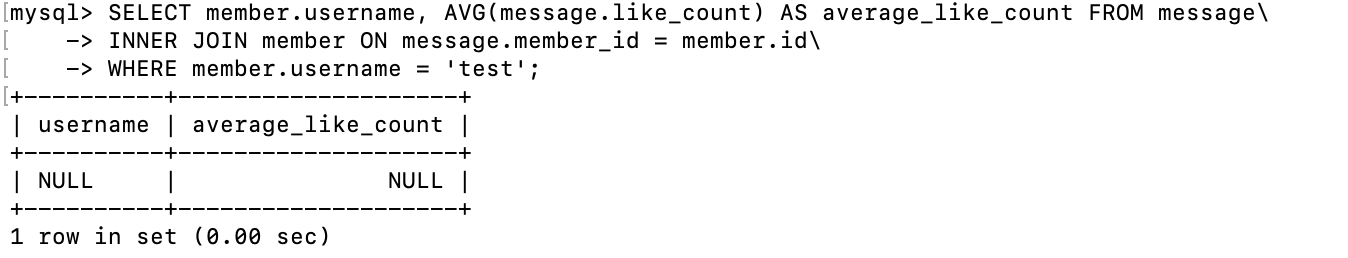 [mysql> SELECT member.username, AVG(message.like_count) AS average_like_count FROM message\
[    -> INNER JOIN member ON message.member_id = member.id\
[    -> WHERE member.username = 'test';
[+----------+--------------------+
| username | average_like_count |
+----------+--------------------+
| NULL     |               NULL |
+----------+--------------------+
1 row in set (0.00 sec)